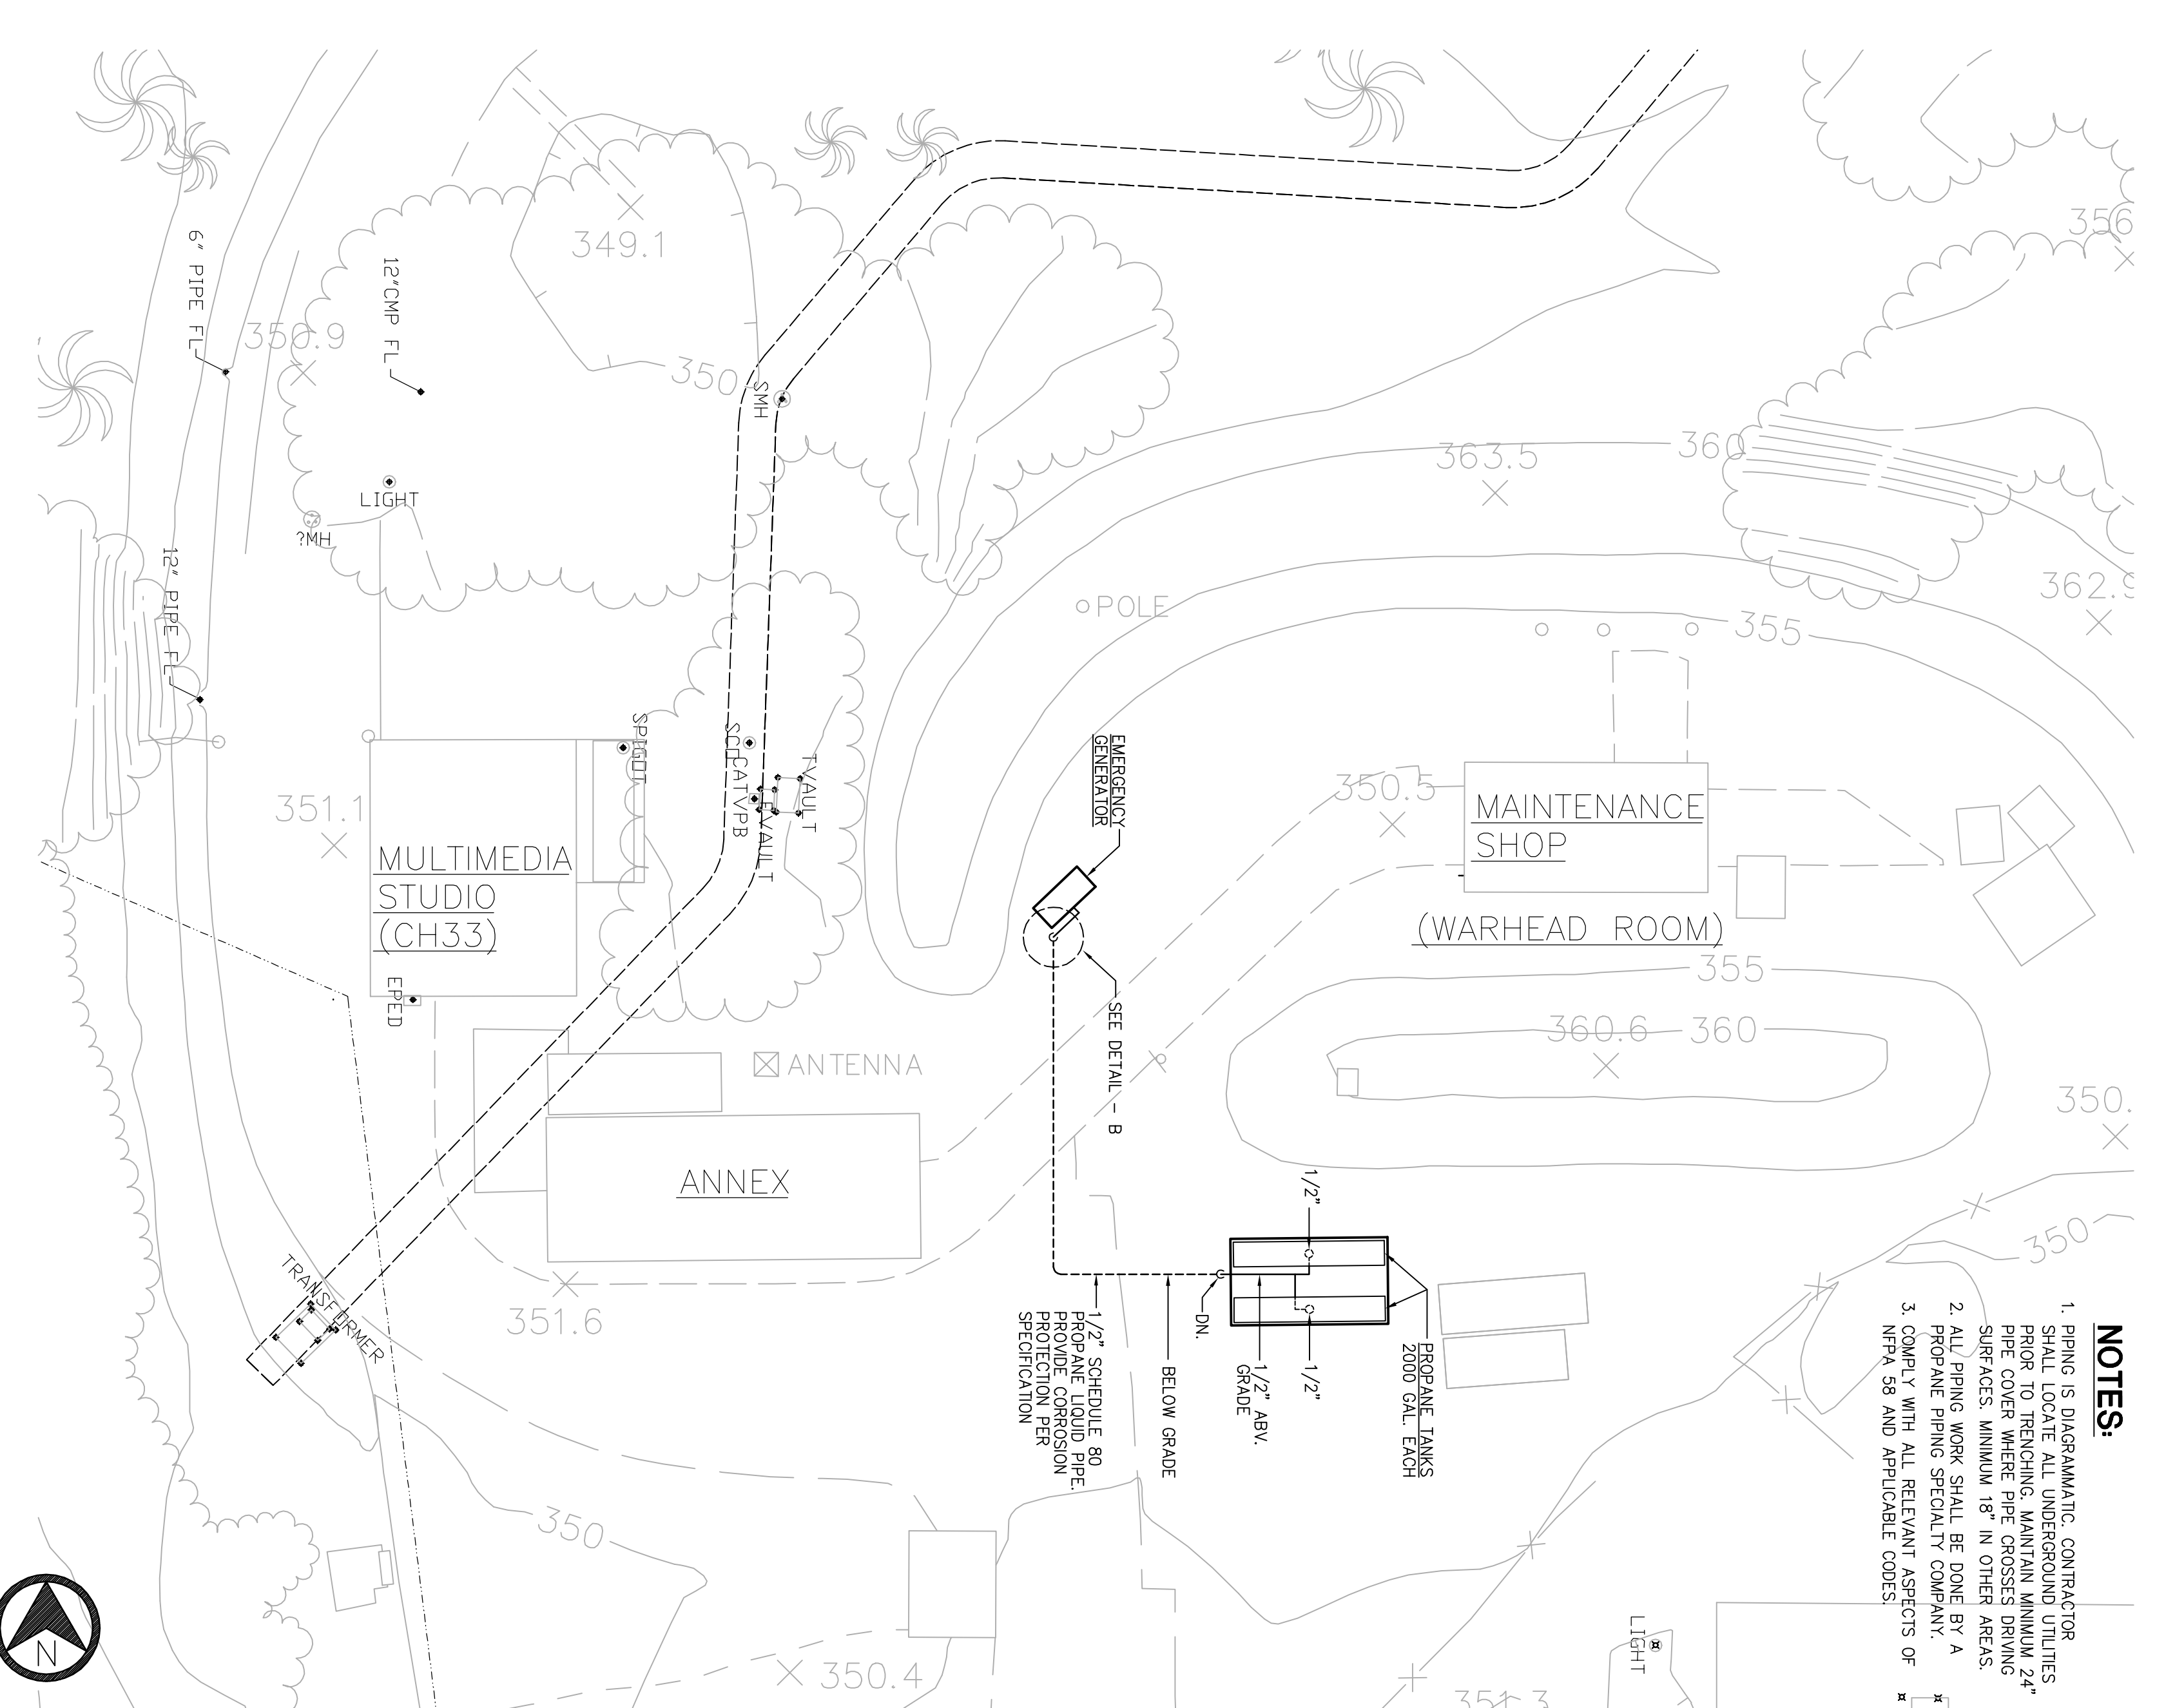 349.1
356
6" PIPE FL
12"CMP FL
350.9
350
SMH
363.5
360
LIGHT
?MH
12" PIPE FL
POLE
355
362.9
SPIGOT
SCO
CATVPB
TVAULT
EVAULT
EMERGENCY
GENERATOR
350.5
MAINTENANCE
SHOP
(WARHEAD ROOM)
351.1
MULTIMEDIA
STUDIO
(CH33)
EPED
ANTENNA
SEE DETAIL - B
355
360.6
360
350.
ANNEX
1/2"
350
TRANSFORMER
351.6
1/2" SCHEDULE 80
PROPANE LIQUID PIPE.
PROVIDE CORROSION
PROTECTION PER
SPECIFICATION
BELOW GRADE
DN.
1/2" ABV.
GRADE
1/2"
PROPANE TANKS
2000 GAL. EACH
NOTES:
1. PIPING IS DIAGRAMMATIC. CONTRACTOR
SHALL LOCATE ALL UNDERGROUND UTILITIES
PRIOR TO TRENCHING. MAINTAIN MINIMUM 24"
PIPE COVER WHERE PIPE CROSSES DRIVING
SURFACES. MINIMUM 18" IN OTHER AREAS.
2. ALL PIPING WORK SHALL BE DONE BY A
PROPANE PIPING SPECIALTY COMPANY.
3. COMPLY WITH ALL RELEVANT ASPECTS OF
NFPA 58 AND APPLICABLE CODES.
350
N
350.4
LIGHT
351.3